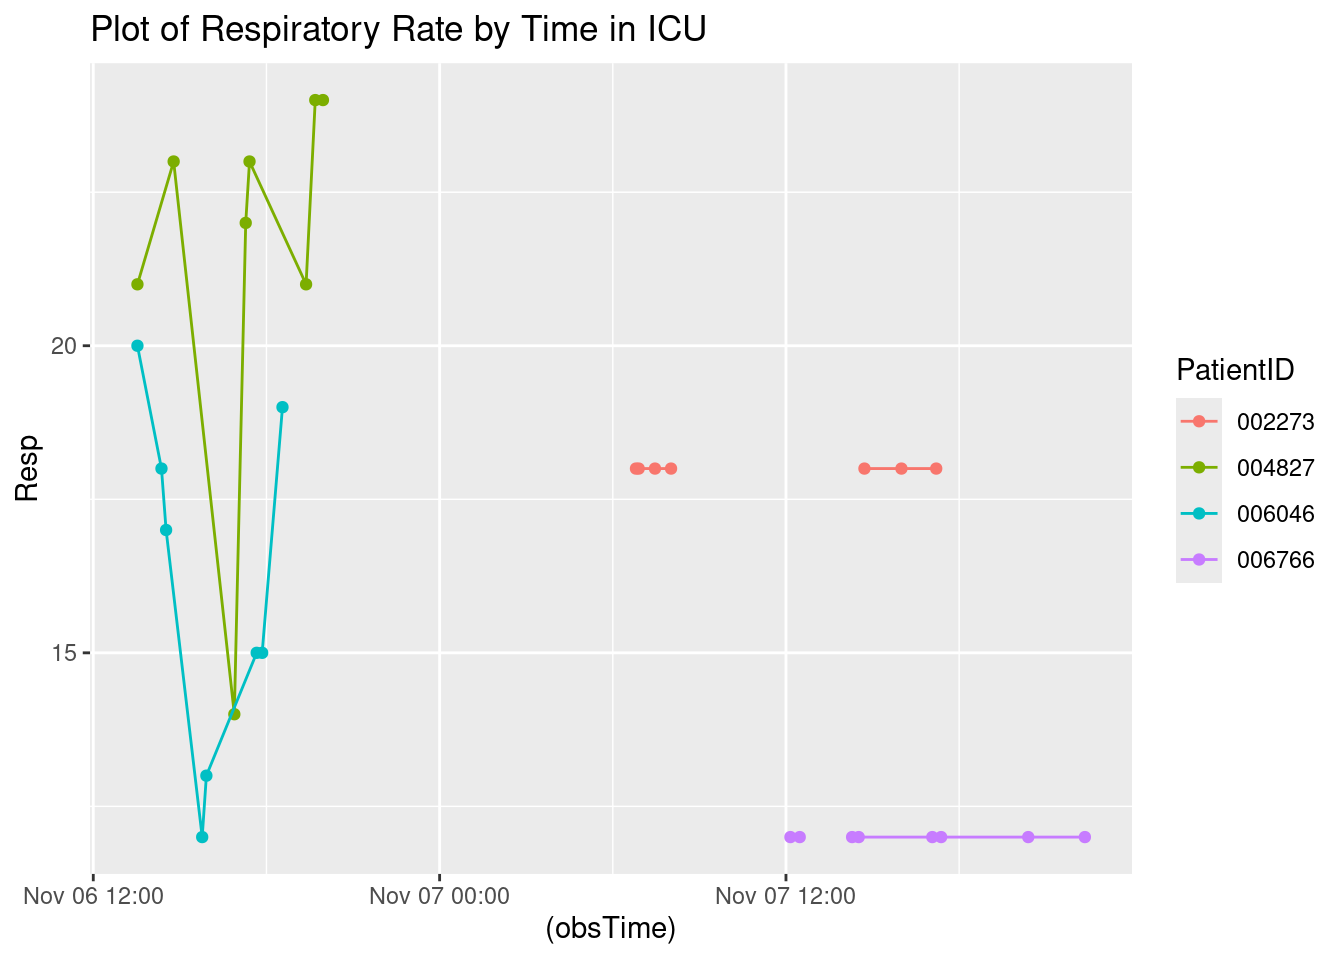 Plot of Respiratory Rate by Time in ICU
Resp
20
15
Nov 06 12:00
Nov 07 00:00
Nov 07 12:00
(obsTime)
PatientID
002273
004827
006046
006766